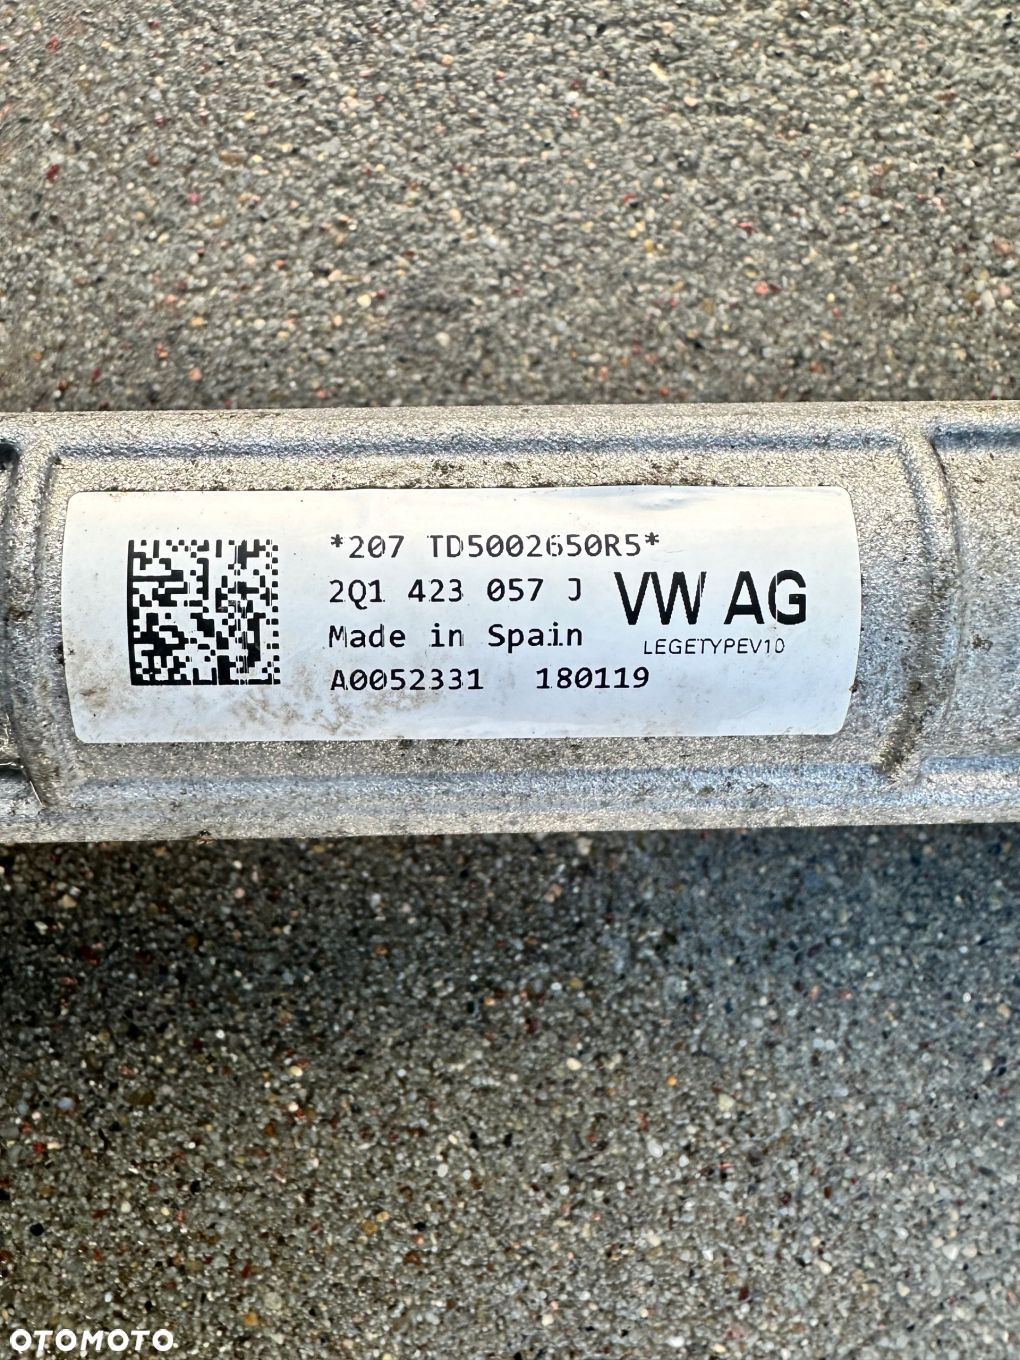 *207 TD5002650R5*
2Q1 423 057 J
VW AG
Made in Spain
LEGETYPEV10
A0052331 180119
OTOMOTO